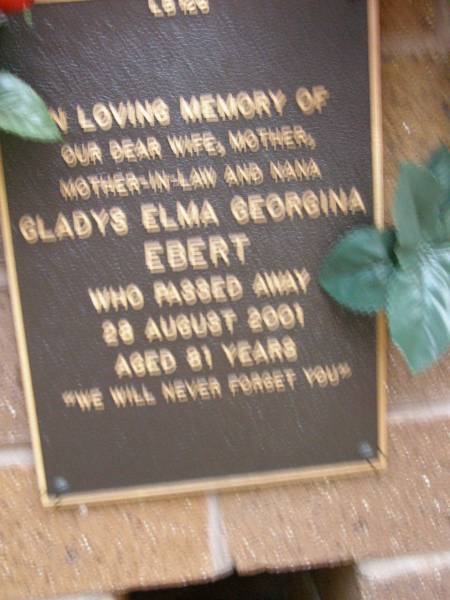 IN LOVING MEMORY OF
OUR DEAR WIFE, MOTHER,
MOTHER-IN-LAW AND NANA
GLADYS ELMA GEORGINA
EBERT
WHO PASSED AWAY
28 AUGUST 2001
AGED 81 YEARS
"WE WILL NEVER FORGET YOU"